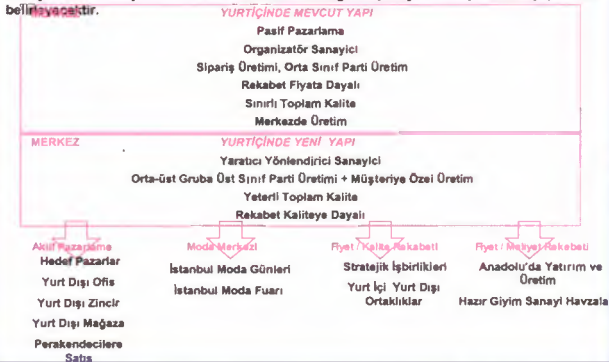 belirleyecektir.
YURTİÇİNDE MEVCUT YAPI
Pasif Pazarlama
Organizatör Sanayici
Sipariş Üretimi, Orta Sınıf Parti Üretim
Rekabet Fiyata Dayalı
Sınırlı Toplam Kalite
Merkezde Üretim
MERKEZ YURTİÇİNDE YENİ YAPI
Yaratıcı Yönlendirici Sanayici
Orta-üst Gruba Üst Sınıf Parti Üretimi + Müşteriye Özel Üretim
Yeterli Toplam Kalite
Rekabet Kaliteye Dayalı
Aktif Pazarlama Moda Merkezi Fiyet / Kalite Rekabeti Fiyet / Maliyet Rekebeti
Hedef Pazarlar
Yurt Dışı Ofis
Yurt Dışı Zincir
Yurt Dışı Mağaza
Perakendecilere
Satış
İstanbul Moda Günleri
İstanbul Moda Fuarı
Stratejik İşbirlikleri
Yurt İçi Yurt Dışı
Ortaklıklar
Anadolu'da Yatırım ve
Üretim
Hazır Giyim Sanayi Havzala